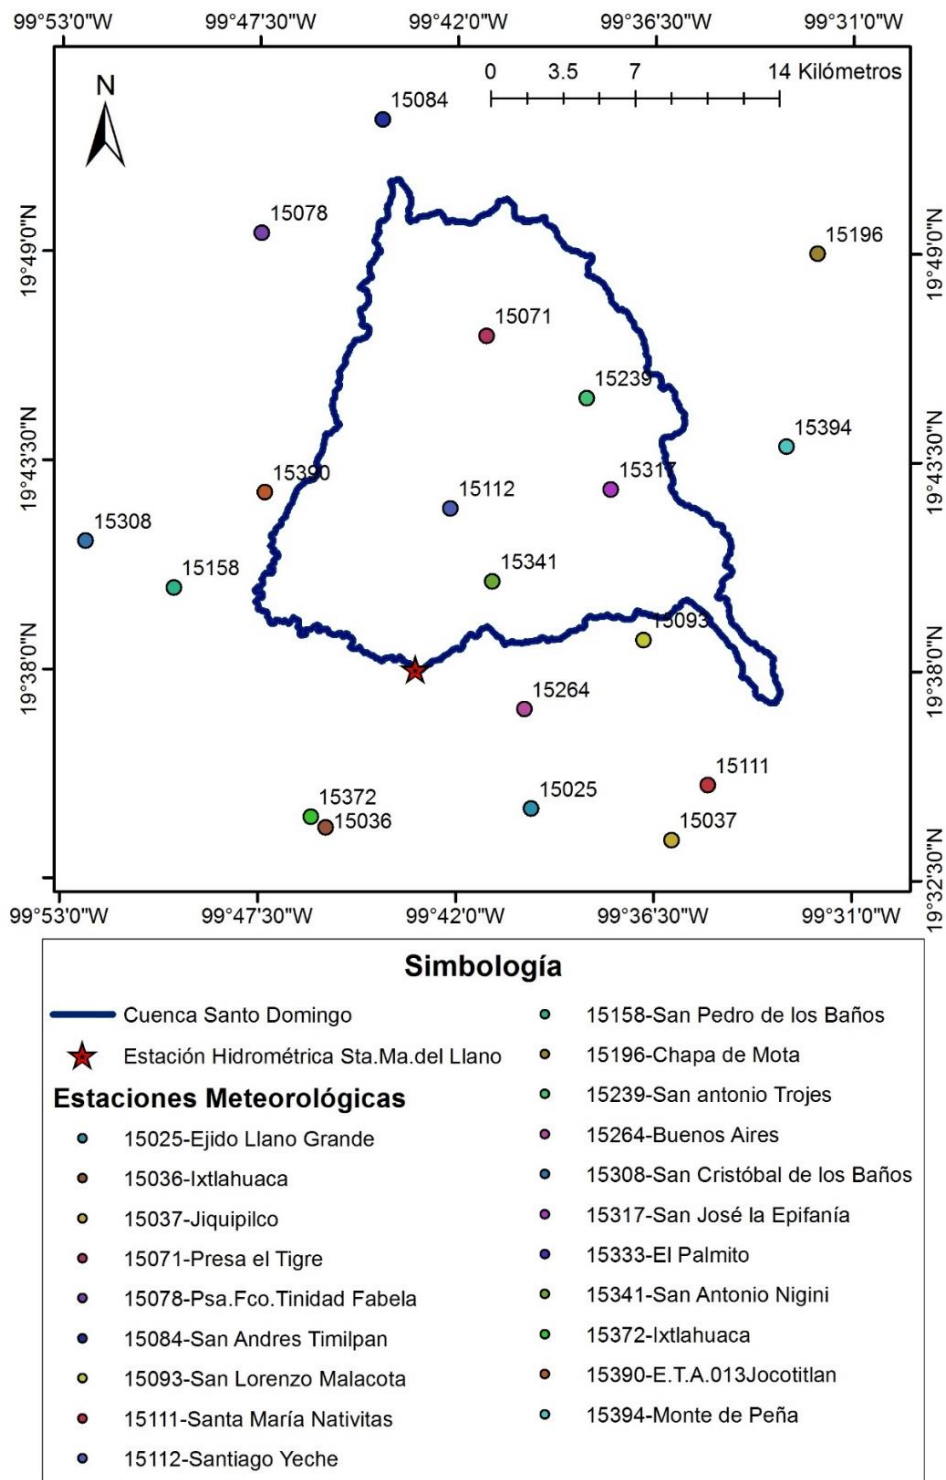 99°53'0"W 99°47'30"W 99°42'0"W 99°36'30"W 99°31'0"W
N
0 3.5 7 14 Kilómetros
15084
15078
19°49'0"N
15196
19°49'0"N
15071
15239
15394
19°43'30"N
19°43'30"N
15390
15317
15112
15308
15158
15341
15093
19°38'0"N
19°38'0"N
15264
15111
15372
15036
15025
15037
19°32'30"N
99°53'0"W 99°47'30"W 99°42'0"W 99°36'30"W 99°31'0"W
Simbología
Cuenca Santo Domingo
Estación Hidrométrica Sta.Ma.del Llano
Estaciones Meteorológicas
15025-Ejido Llano Grande
15036-Ixtlahuaca
15037-Jiquipilco
15071-Presa el Tigre
15078-Psa.Fco.Tinidad Fabela
15084-San Andres Timilpan
15093-San Lorenzo Malacota
15111-Santa María Nativitas
15112-Santiago Yeche
15158-San Pedro de los Baños
15196-Chapa de Mota
15239-San antonio Trojes
15264-Buenos Aires
15308-San Cristóbal de los Baños
15317-San José la Epifanía
15333-El Palmito
15341-San Antonio Nigini
15372-Ixtlahuaca
15390-E.T.A.013Jocotitlan
15394-Monte de Peña